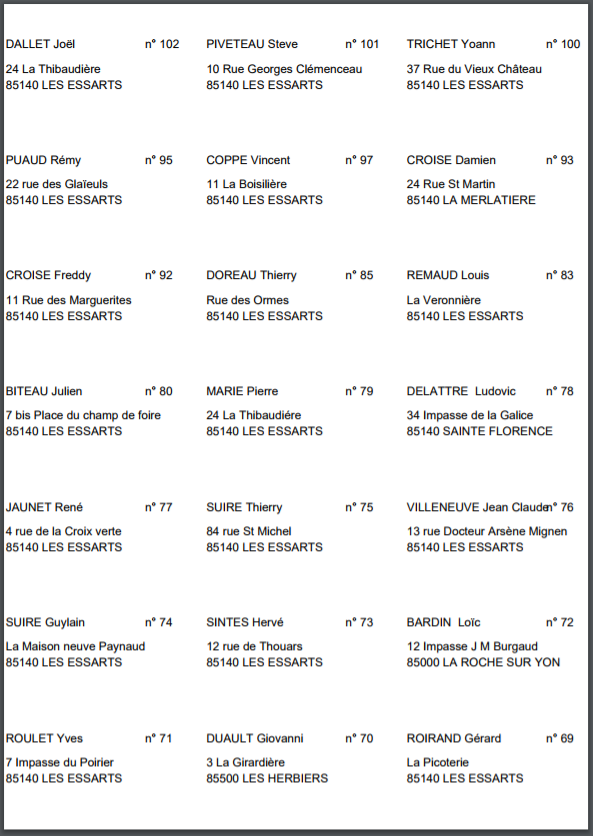 DALLET Joël n° 102
24 La Thibaudière
85140 LES ESSARTS
PIVETEAU Steve n° 101
10 Rue Georges Clémenceau
85140 LES ESSARTS
TRICHET Yoann n° 100
37 Rue du Vieux Château
85140 LES ESSARTS
PUAUD Rémy n° 95
22 rue des Glaïeuls
85140 LES ESSARTS
COPPE Vincent n° 97
11 La Boisilière
85140 LES ESSARTS
CROISE Damien n° 93
24 Rue St Martin
85140 LA MERLATIERE
CROISE Freddy n° 92
11 Rue des Marguerites
85140 LES ESSARTS
DOREAU Thierry n° 85
Rue des Ormes
85140 LES ESSARTS
REMAUD Louis n° 83
La Veronnière
85140 LES ESSARTS
BITEAU Julien n° 80
7 bis Place du champ de foire
85140 LES ESSARTS
MARIE Pierre n° 79
24 La Thibaudiére
85140 LES ESSARTS
DELATTRE Ludovic n° 78
34 Impasse de la Galice
85140 SAINTE FLORENCE
JAUNET René n° 77
4 rue de la Croix verte
85140 LES ESSARTS
SUIRE Thierry n° 75
84 rue St Michel
85140 LES ESSARTS
VILLENEUVE Jean Claude n° 76
13 rue Docteur Arsène Mignen
85140 LES ESSARTS
SUIRE Guylain n° 74
La Maison neuve Paynaud
85140 LES ESSARTS
SINTES Hervé n° 73
12 rue de Thouars
85140 LES ESSARTS
BARDIN Loïc n° 72
12 Impasse J M Burgaud
85000 LA ROCHE SUR YON
ROULET Yves n° 71
7 Impasse du Poirier
85140 LES ESSARTS
DUAULT Giovanni n° 70
3 La Girardière
85500 LES HERBIERS
ROIRAND Gérard n° 69
La Picoterie
85140 LES ESSARTS